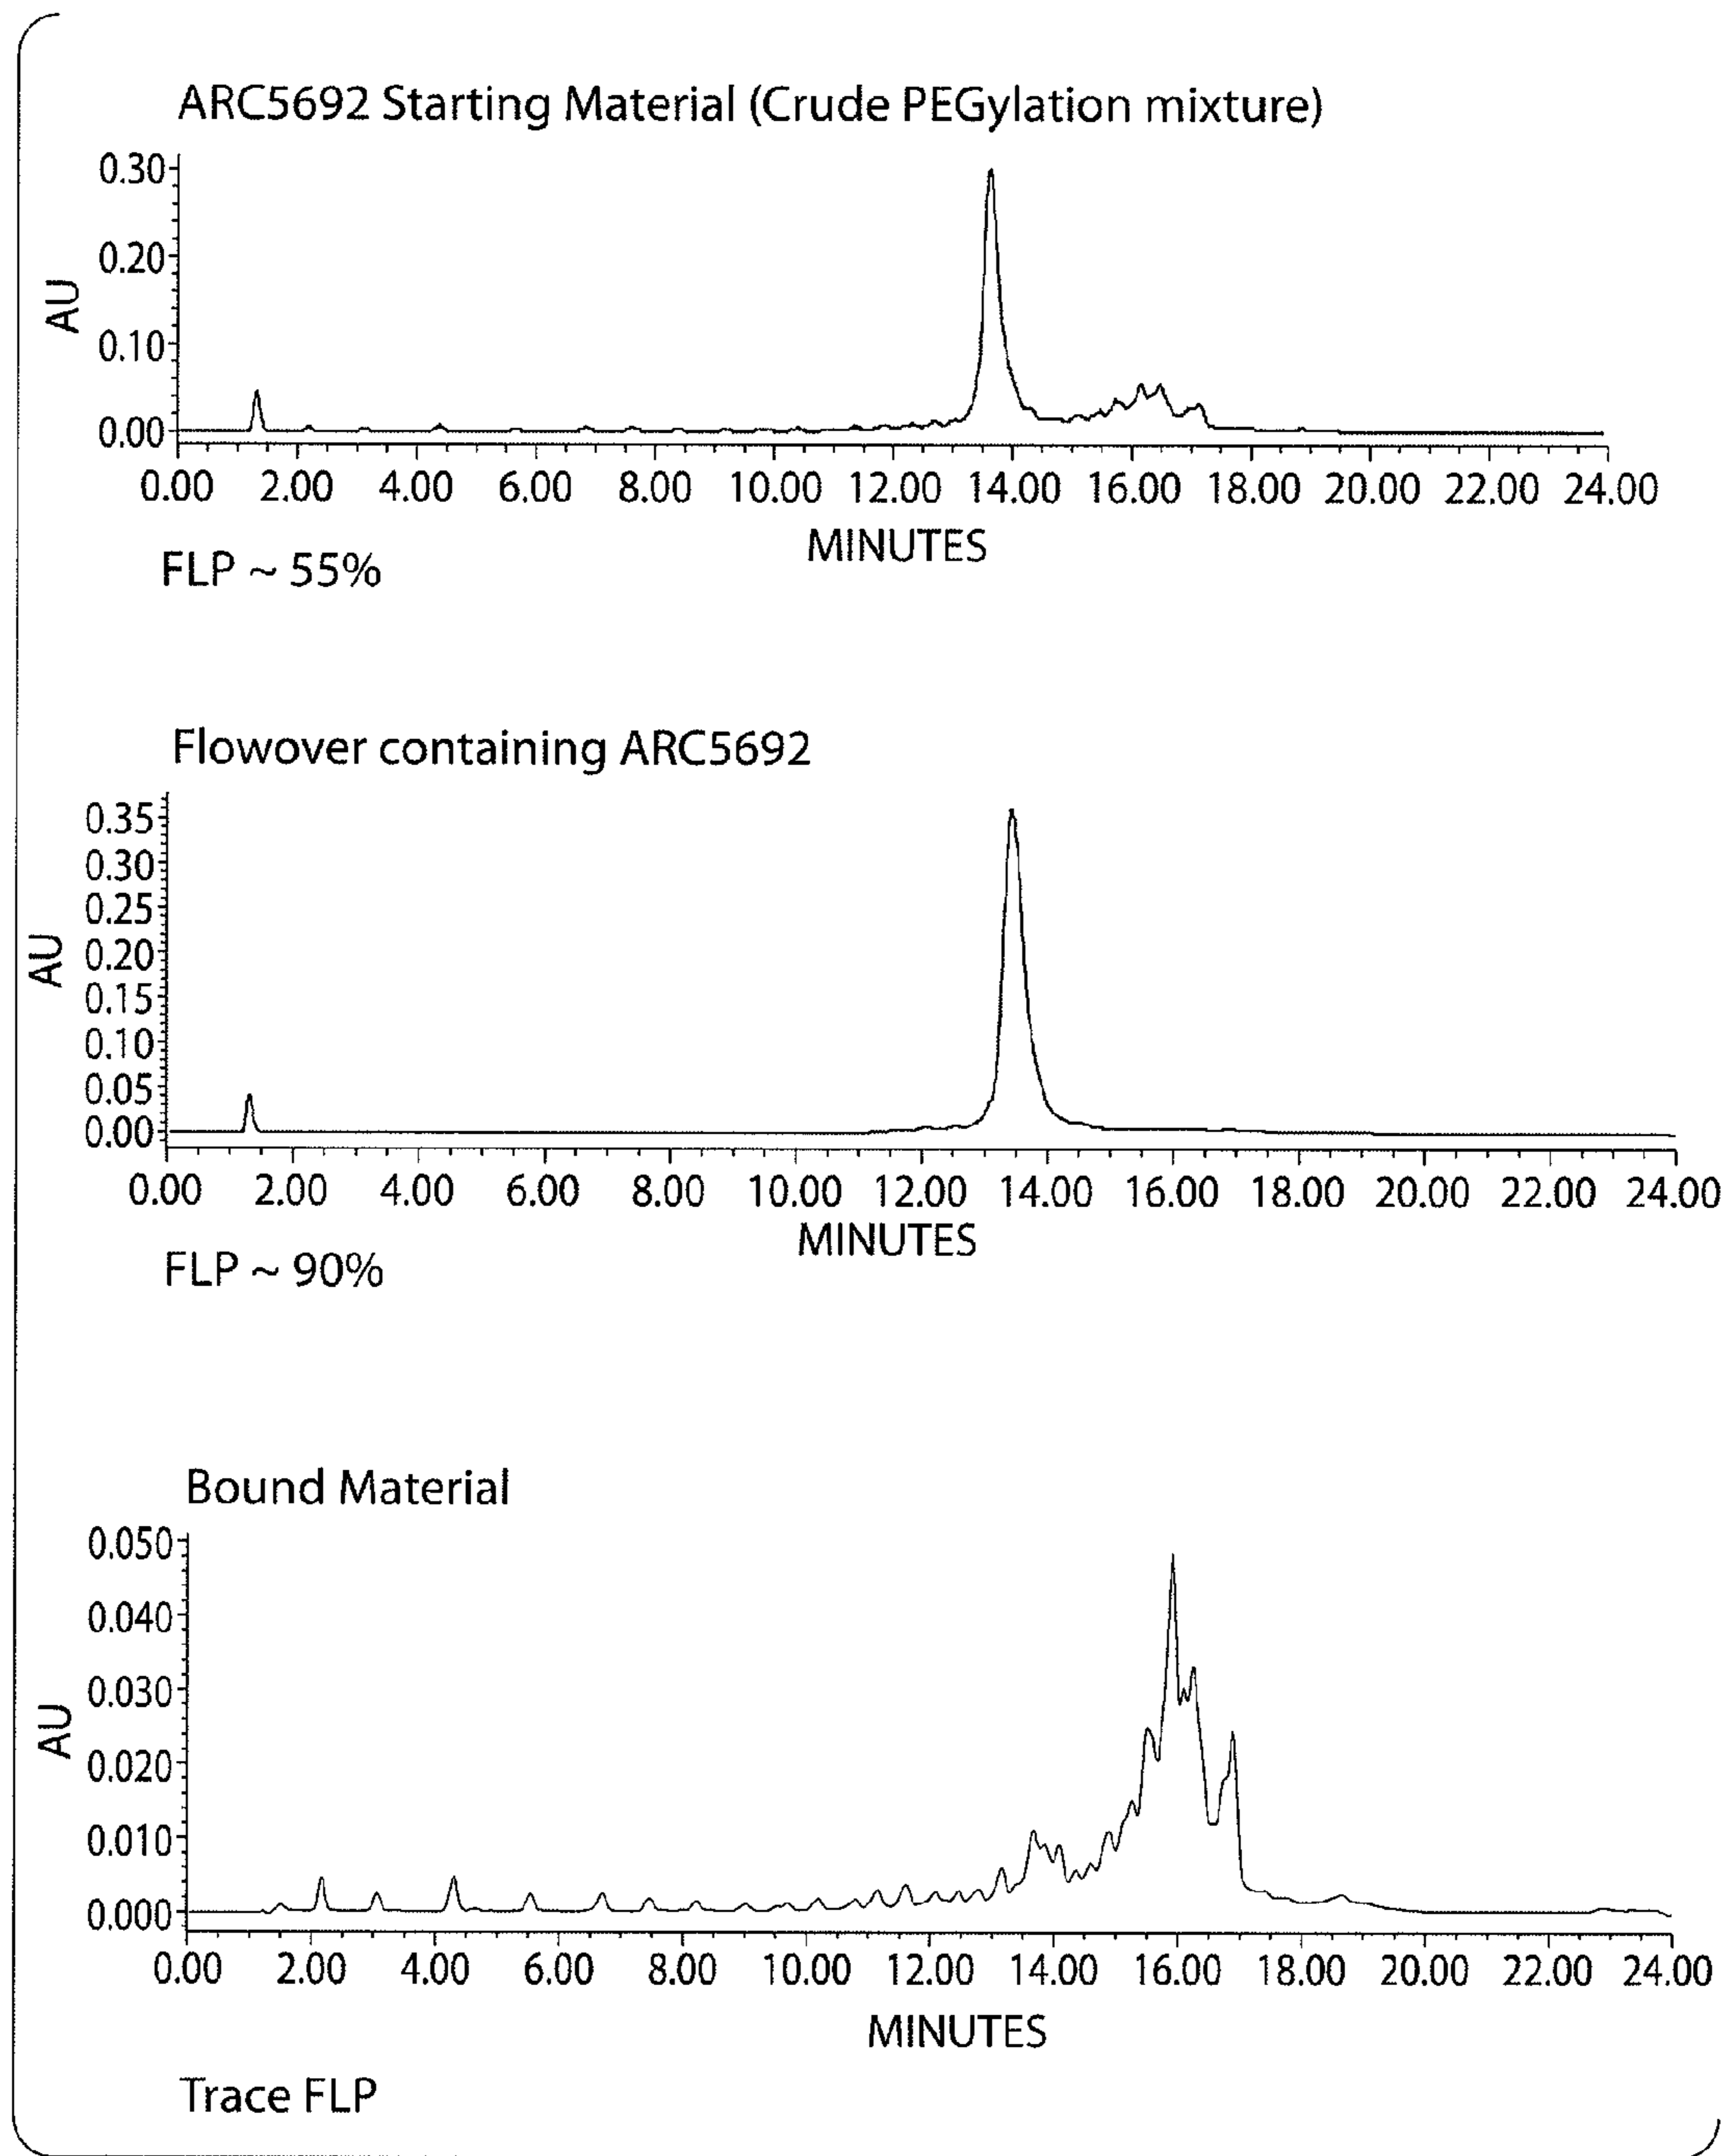 ARC5692 Starting Material (Crude PEGylation mixture)
0.30
0.20
0.10
0.00
AU
0.00 2.00 4.00 6.00 8.00 10.00 12.00 14.00 16.00 18.00 20.00 22.00 24.00
MINUTES
FLP ~ 55%
Flowover containing ARC5692
0.35
0.30
0.25
0.20
0.15
0.10
0.05
0.00
AU
0.00 2.00 4.00 6.00 8.00 10.00 12.00 14.00 16.00 18.00 20.00 22.00 24.00
MINUTES
FLP ~ 90%
Bound Material
0.050
0.040
0.030
0.020
0.010
0.000
AU
0.00 2.00 4.00 6.00 8.00 10.00 12.00 14.00 16.00 18.00 20.00 22.00 24.00
MINUTES
Trace FLP